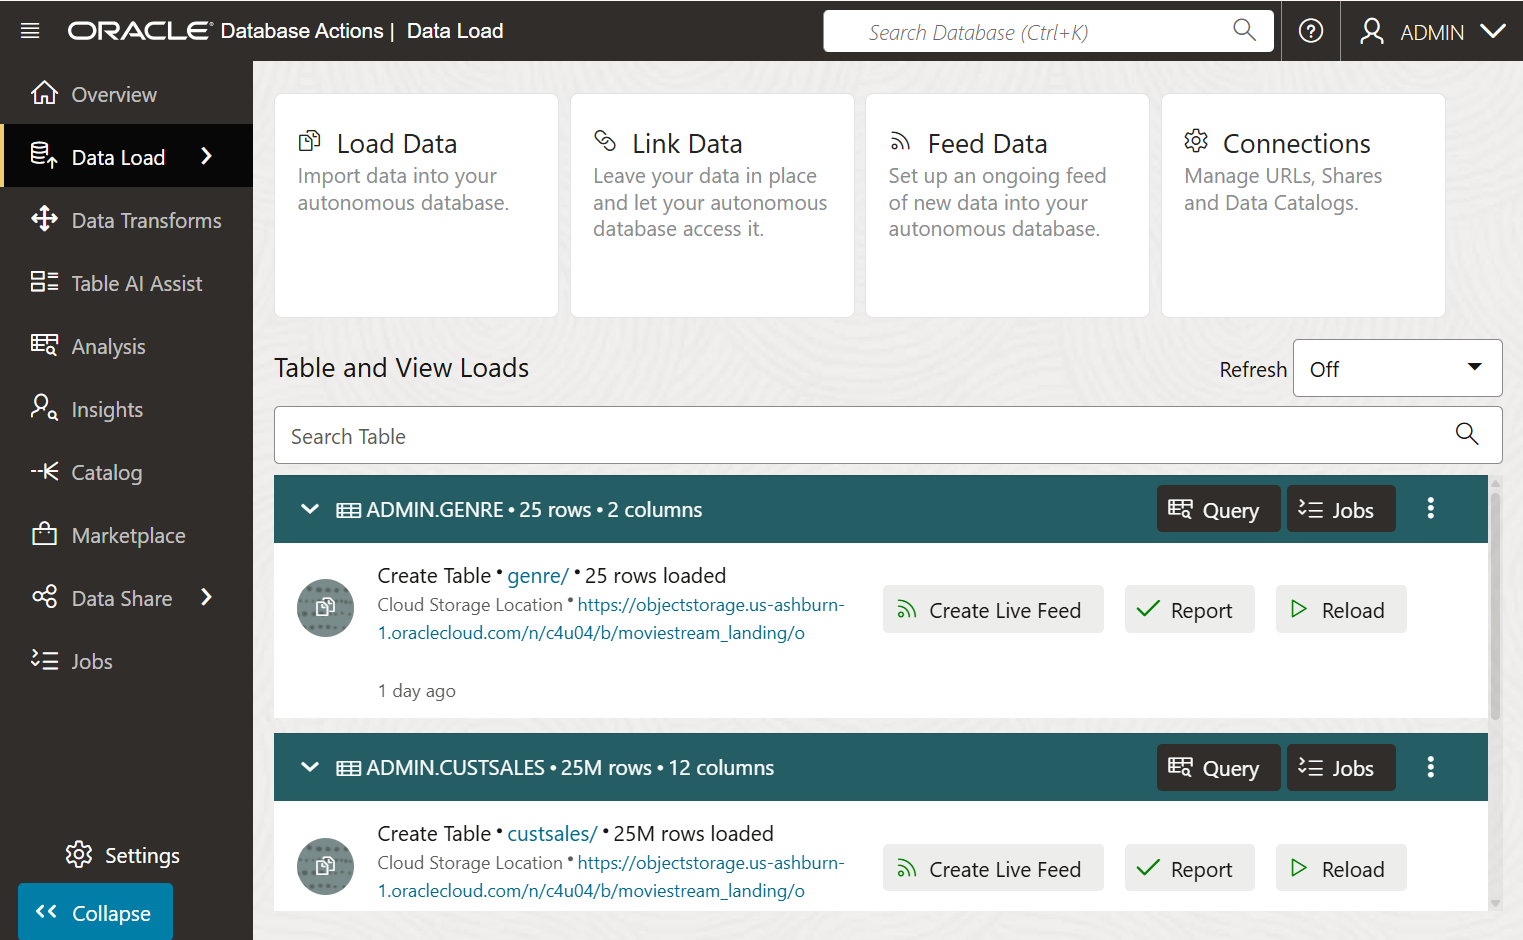 ORACLE Database Actions | Data Load
Search Database (Ctrl+K)
ADMIN
Overview
Data Load
Data Transforms
Table AI Assist
Analysis
Insights
Catalog
Marketplace
Data Share
Jobs
Settings
Collapse
Load Data
Import data into your
autonomous database.
Link Data
Leave your data in place
and let your autonomous
database access it.
Feed Data
Set up an ongoing feed
of new data into your
autonomous database.
Connections
Manage URLs, Shares
and Data Catalogs.
Table and View Loads
Refresh Off
Search Table
ADMIN.GENRE • 25 rows • 2 columns
Query Jobs
Create Table • genre/ • 25 rows loaded
Cloud Storage Location • https://objectstorage.us-ashburn-
1.oraclecloud.com/n/c4u04/b/moviestream_landing/o
1 day ago
Create Live Feed Report Reload
ADMIN.CUSTSALES • 25M rows • 12 columns
Query Jobs
Create Table • custsales/ • 25M rows loaded
Cloud Storage Location • https://objectstorage.us-ashburn-
1.oraclecloud.com/n/c4u04/b/moviestream_landing/o
Create Live Feed Report Reload